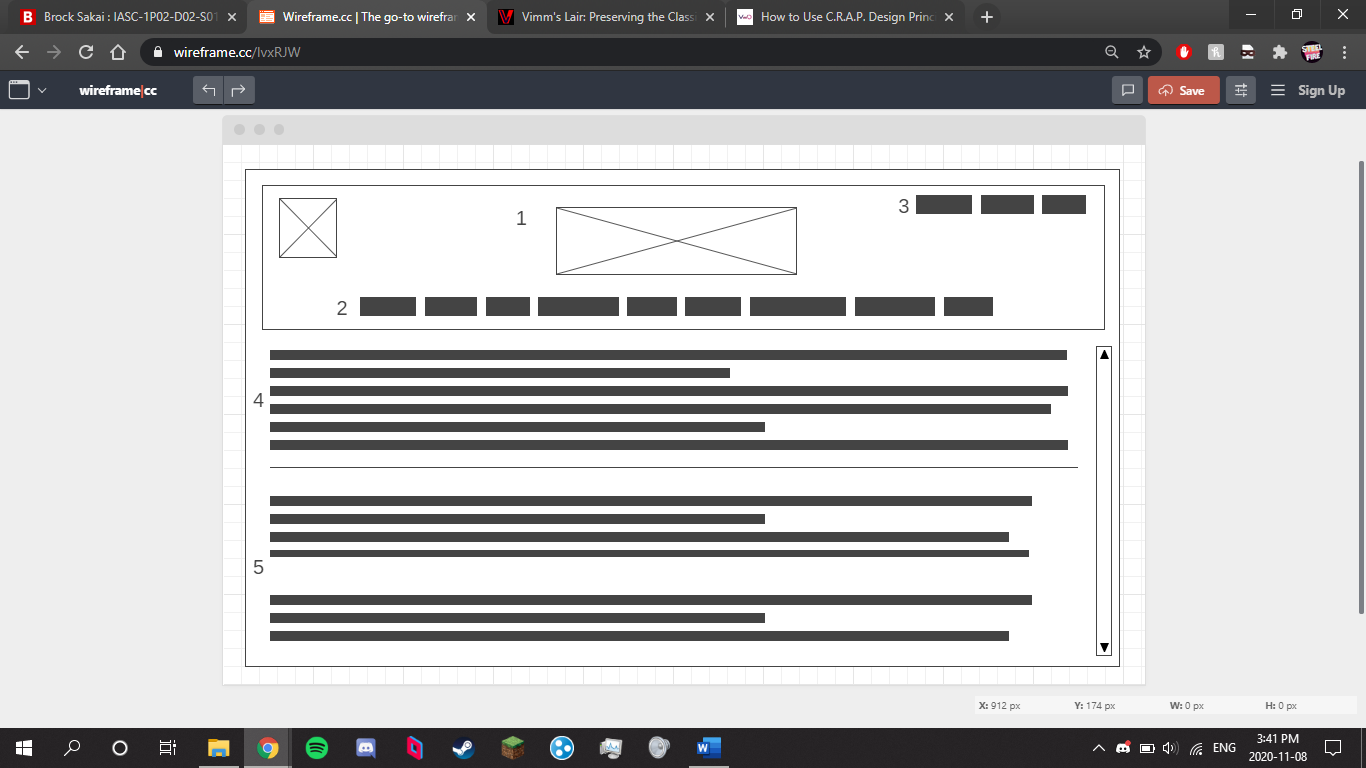 Brock Sakai : IASC-1P02-D02-S01
Wireframe.cc | The go-to wirefra
Vimm's Lair: Preserving the Classi
How to Use C.R.A.P. Design Princ
wireframe.cc/lvxRJW
wireframe|cc
Save
Sign Up
1
3
2
4
5
X: 912 px
Y: 174 px
W: 0 px
H: 0 px
ENG
3:41 PM
2020-11-08